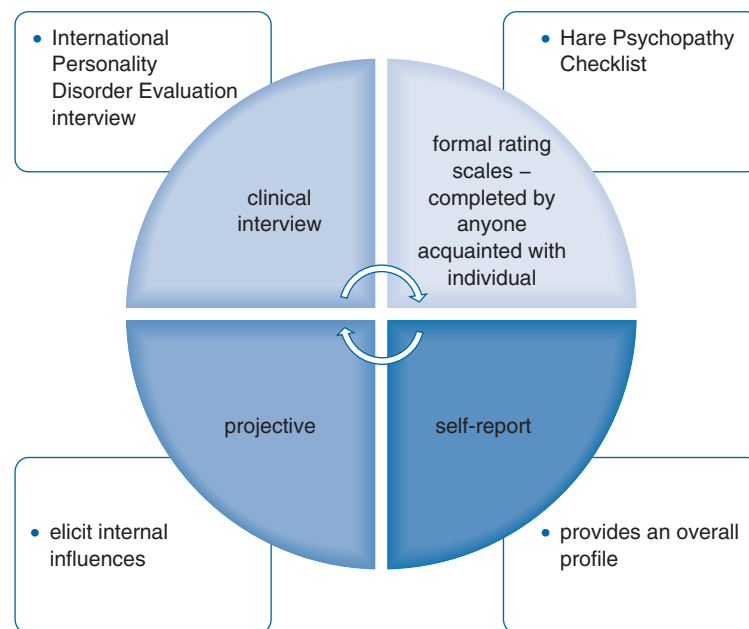 • International
Personality
Disorder Evaluation
interview
• Hare Psychopathy
Checklist
clinical
interview
formal rating
scales –
completed by
anyone
acquainted with
individual
projective
self-report
• elicit internal
influences
• provides an overall
profile